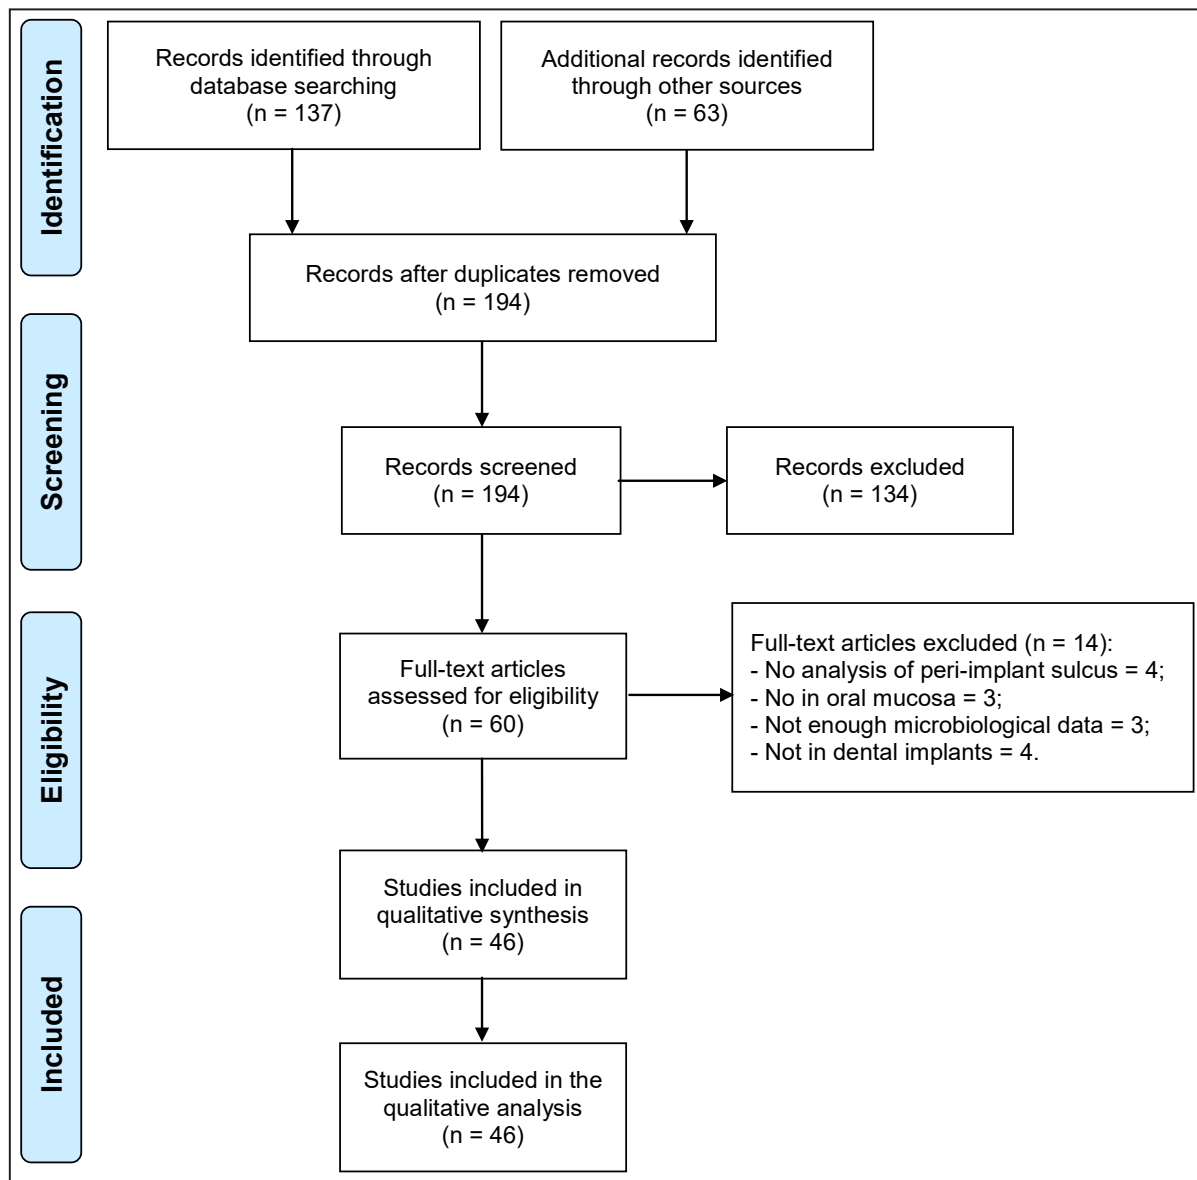 Identification
Records identified through
database searching
(n = 137)
Additional records identified
through other sources
(n = 63)
Records after duplicates removed
(n = 194)
Screening
Records screened
(n = 194)
Records excluded
(n = 134)
Eligibility
Full-text articles
assessed for eligibility
(n = 60)
Full-text articles excluded (n = 14):
- No analysis of peri-implant sulcus = 4;
- No in oral mucosa = 3;
- Not enough microbiological data = 3;
- Not in dental implants = 4.
Included
Studies included in
qualitative synthesis
(n = 46)
Studies included in the
qualitative analysis
(n = 46)